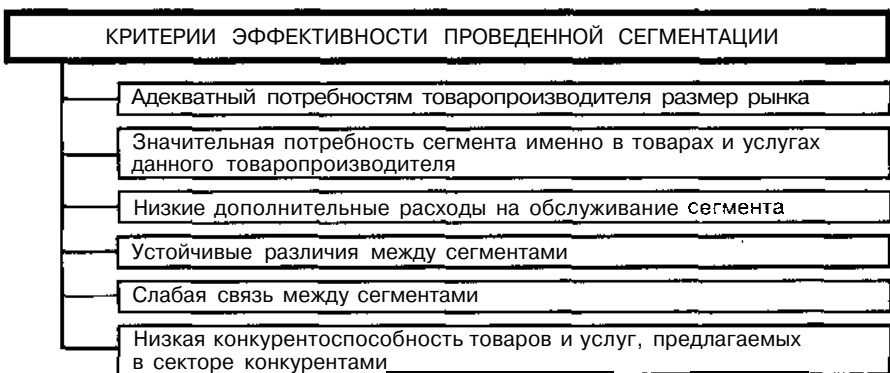 КРИТЕРИИ ЭФФЕКТИВНОСТИ ПРОВЕДЕННОЙ СЕГМЕНТАЦИИ
Адекватный потребностям товаропроизводителя размер рынка
Значительная потребность сегмента именно в товарах и услугах
данного товаропроизводителя
Низкие дополнительные расходы на обслуживание сегмента
Устойчивые различия между сегментами
Слабая связь между сегментами
Низкая конкурентоспособность товаров и услуг, предлагаемых
в секторе конкурентами